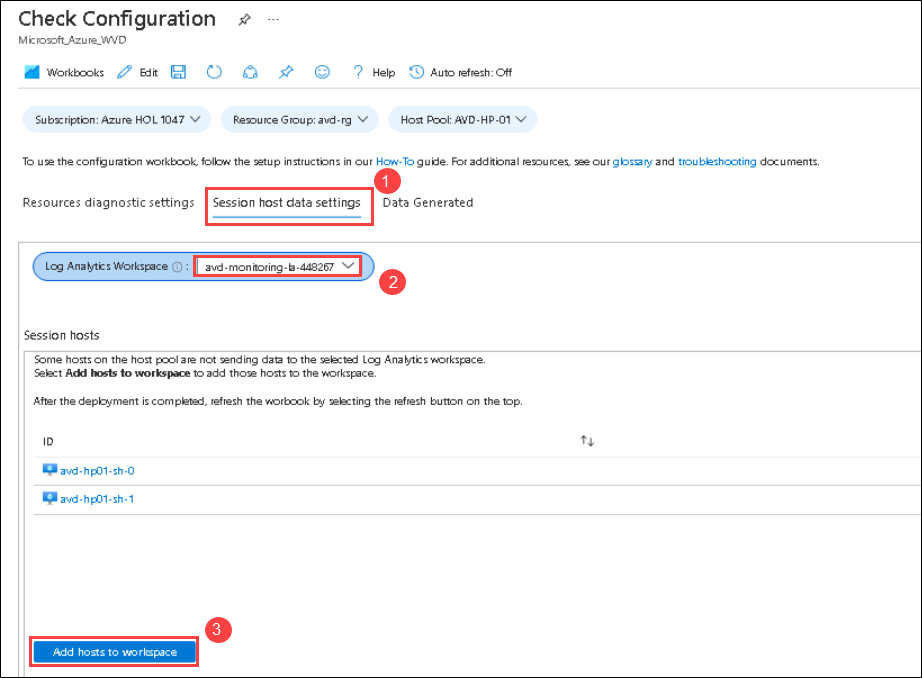 Check Configuration
Microsoft_Azure_WVD
Workbooks Edit Help Auto refresh: Off
Subscription: Azure HOL 1047 Resource Group: avd-rg Host Pool: AVD-HP-01
To use the configuration workbook, follow the setup instructions in our How-To guide. For additional resources, see our glossary and troubleshooting documents.
1
Resources diagnostic settings Session host data settings Data Generated
Log Analytics Workspace : avd-monitoring-la-448267
2
Session hosts
Some hosts on the host pool are not sending data to the selected Log Analytics workspace.
Select Add hosts to workspace to add those hosts to the workspace.
After the deployment is completed, refresh the worbook by selecting the refresh button on the top.
ID
avd-hp01-sh-0
avd-hp01-sh-1
3
Add hosts to workspace